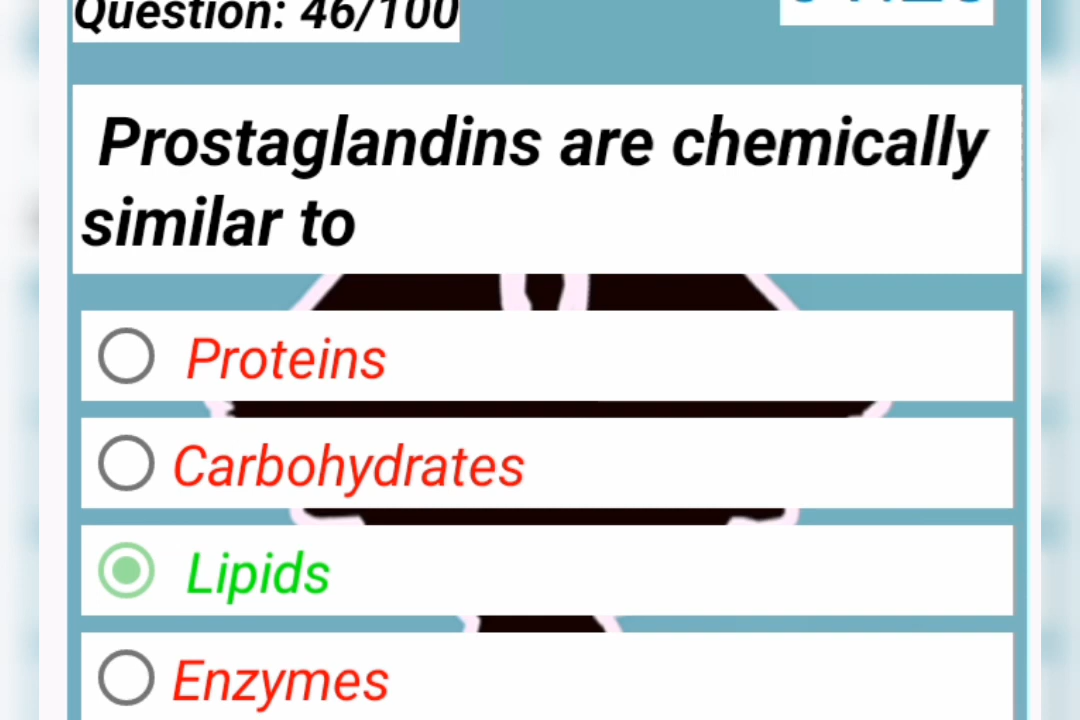 Question: 46/100
Prostaglandins are chemically
similar to
Proteins
Carbohydrates
Lipids
Enzymes